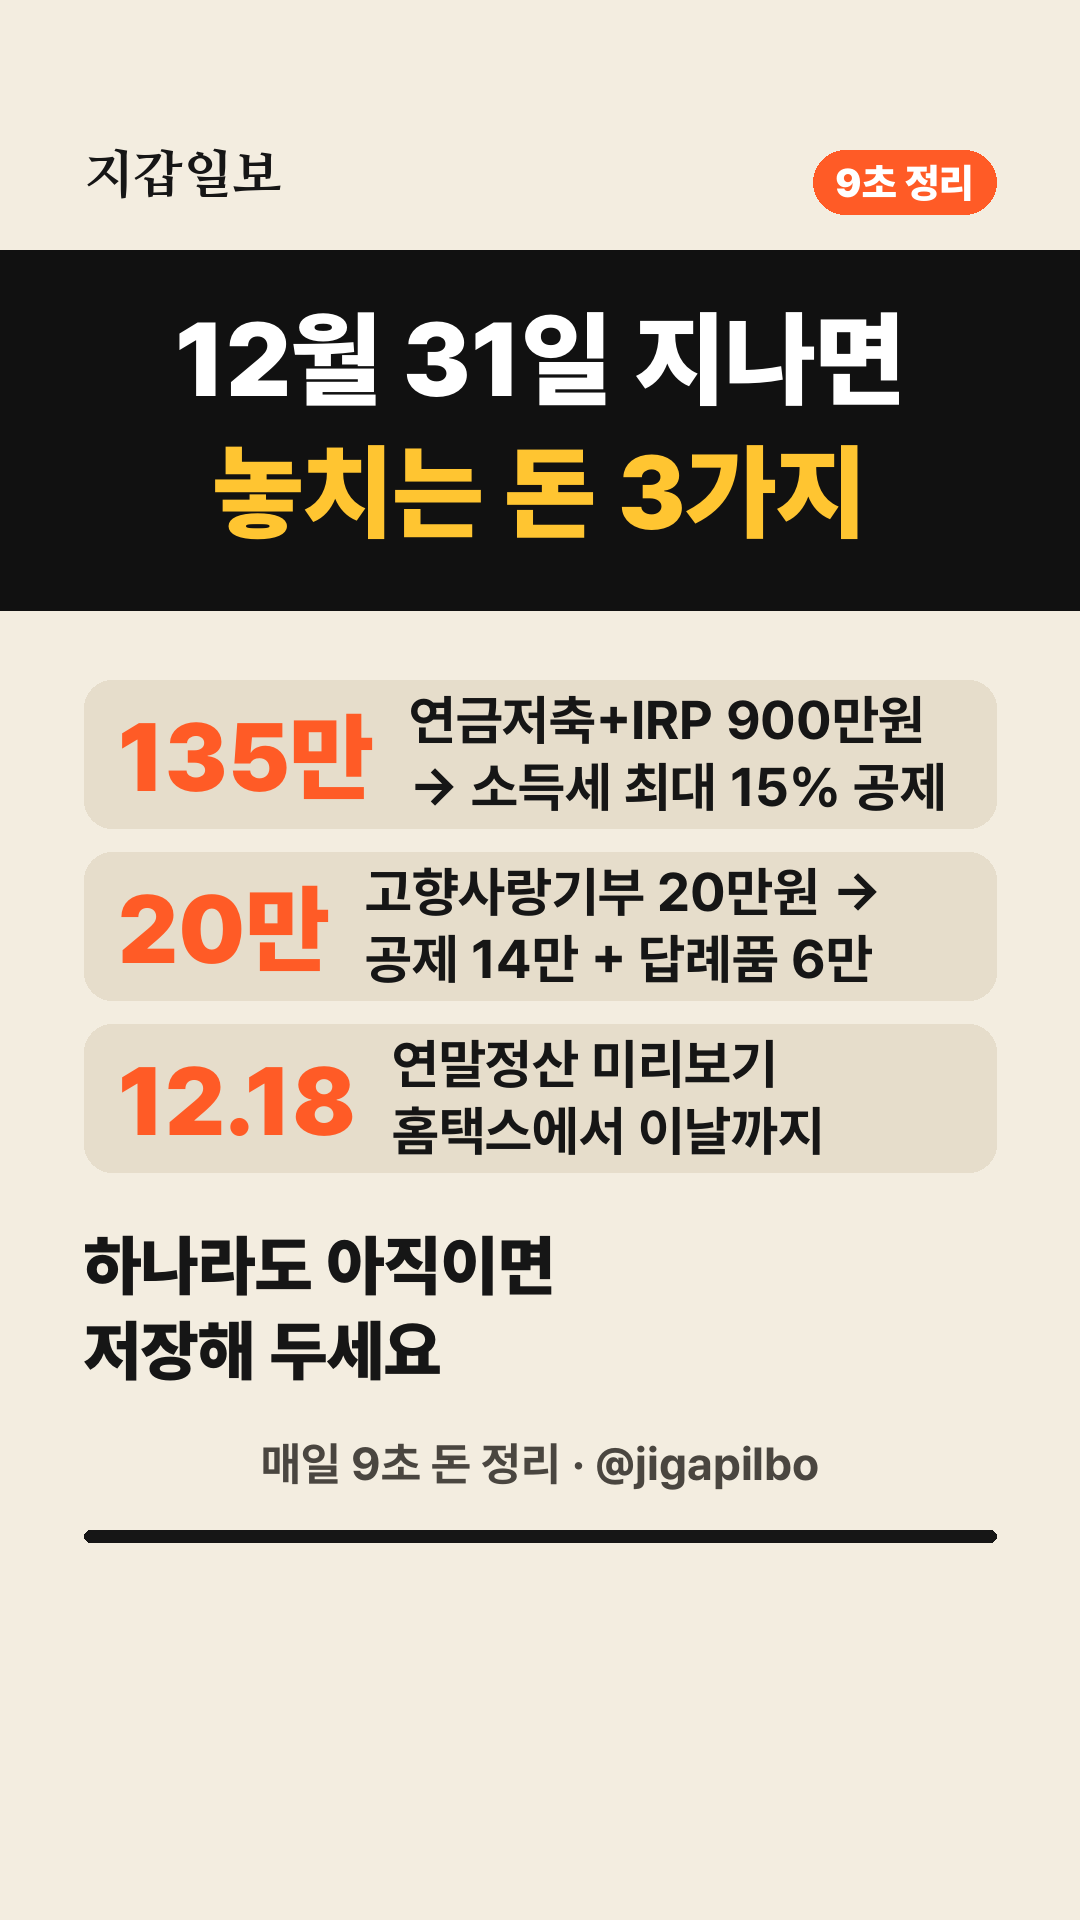 지갑일보
9초 정리
12월 31일 지나면
놓치는 돈 3가지
135만
연금저축+IRP 900만원
→ 소득세 최대 15% 공제
20만
고향사랑기부 20만원 →
공제 14만 + 답례품 6만
12.18
연말정산 미리보기
홈택스에서 이날까지
하나라도 아직이면
저장해 두세요
매일 9초 돈 정리 · @jigapilbo